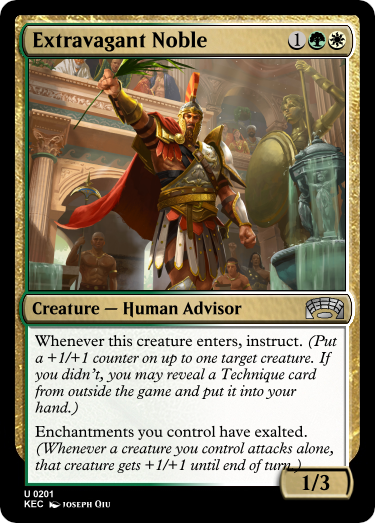 Extravagant Noble 1
Creature — Human Advisor
Whenever this creature enters, instruct. (Put
a +1/+1 counter on up to one target creature. If
you didn't, you may reveal a Technique card
from outside the game and put it into your
hand.)
Enchantments you control have exalted.
(Whenever a creature you control attacks alone,
that creature gets +1/+1 until end of turn.)
1/3
U 0201
KEC Joseph Qiu